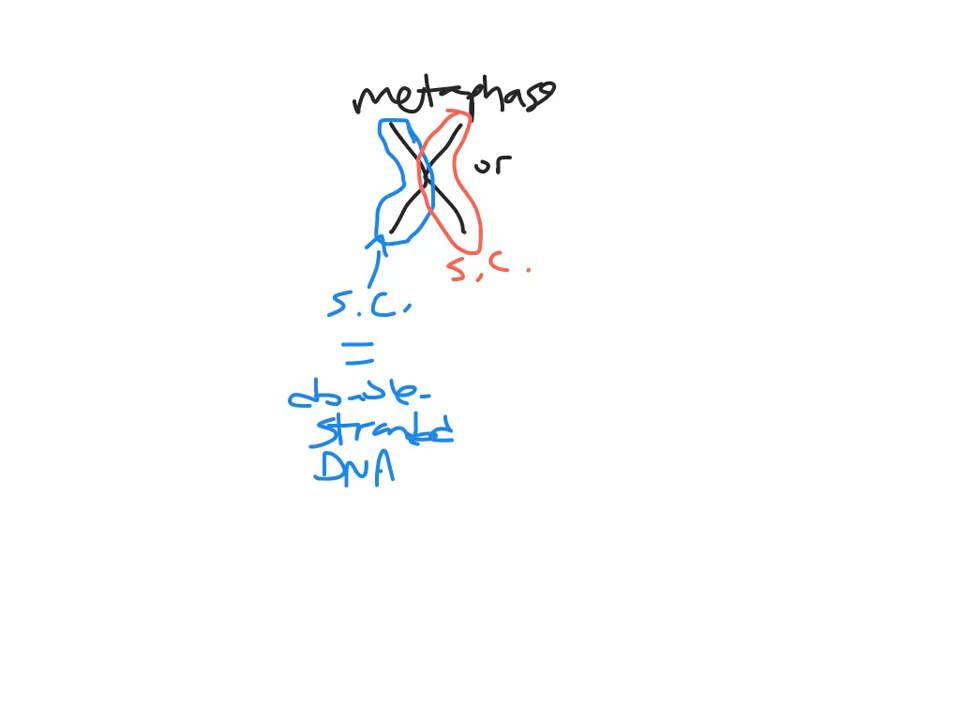 metaphase
or
S.C.
S.C.
=
double-
stranded
DNA